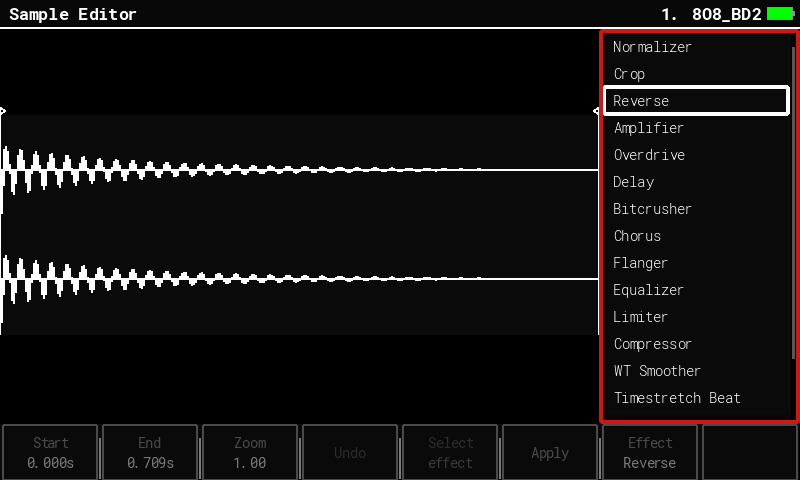 Sample Editor
1. 808_BD2
Normalizer
Crop
Reverse
Amplifier
Overdrive
Delay
Bitcrusher
Chorus
Flanger
Equalizer
Limiter
Compressor
WT Smoother
Timestretch Beat
Start
0.000s
End
0.709s
Zoom
1.00
Undo
Select
effect
Apply
Effect
Reverse